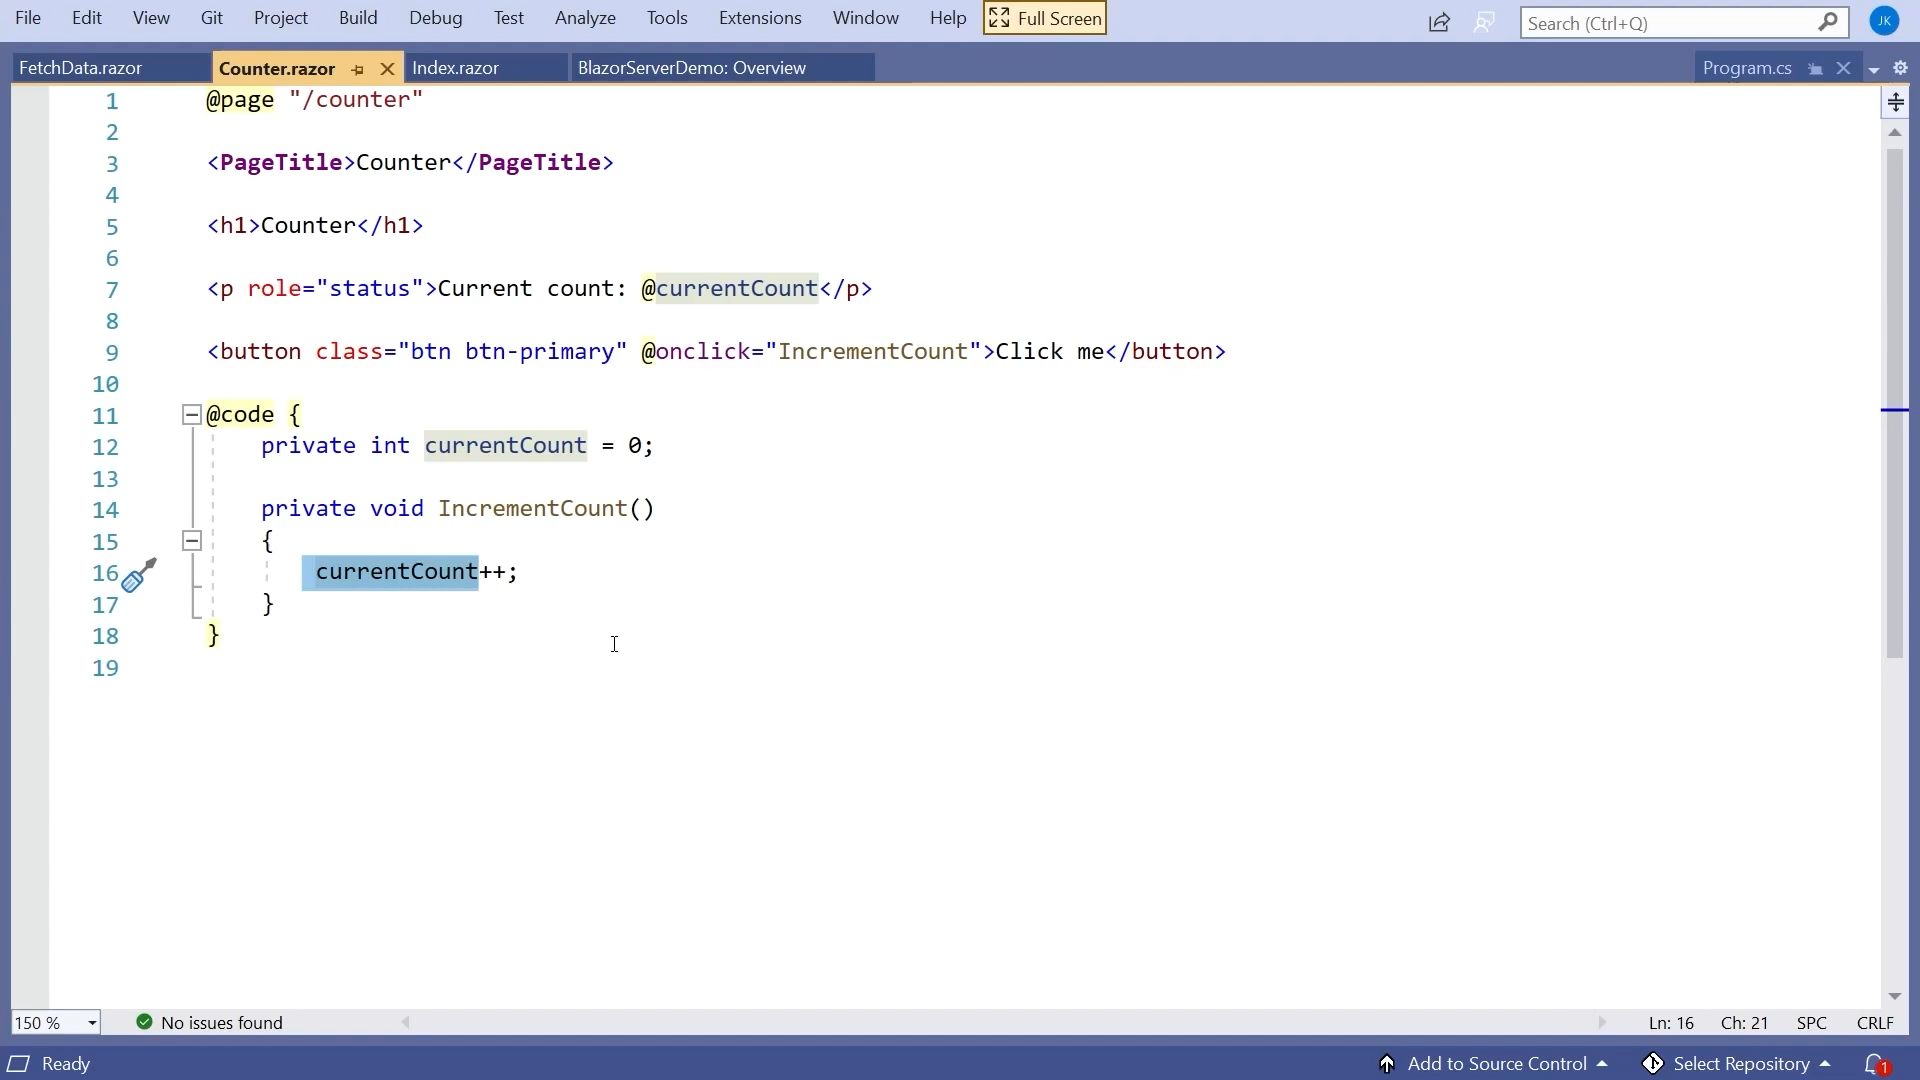 File Edit View Git Project Build Debug Test Analyze Tools Extensions Window Help Full Screen Search (Ctrl+Q) JK
FetchData.razor Counter.razor Index.razor BlazorServerDemo: Overview Program.cs
1 @page "/counter"
2
3 <PageTitle>Counter</PageTitle>
4
5 <h1>Counter</h1>
6
7 <p role="status">Current count: @currentCount</p>
8
9 <button class="btn btn-primary" @onclick="IncrementCount">Click me</button>
10
11 @code {
12 private int currentCount = 0;
13
14 private void IncrementCount()
15 {
16 currentCount++;
17 }
18 }
19
150 % No issues found Ln: 16 Ch: 21 SPC CRLF
Ready Add to Source Control Select Repository 1